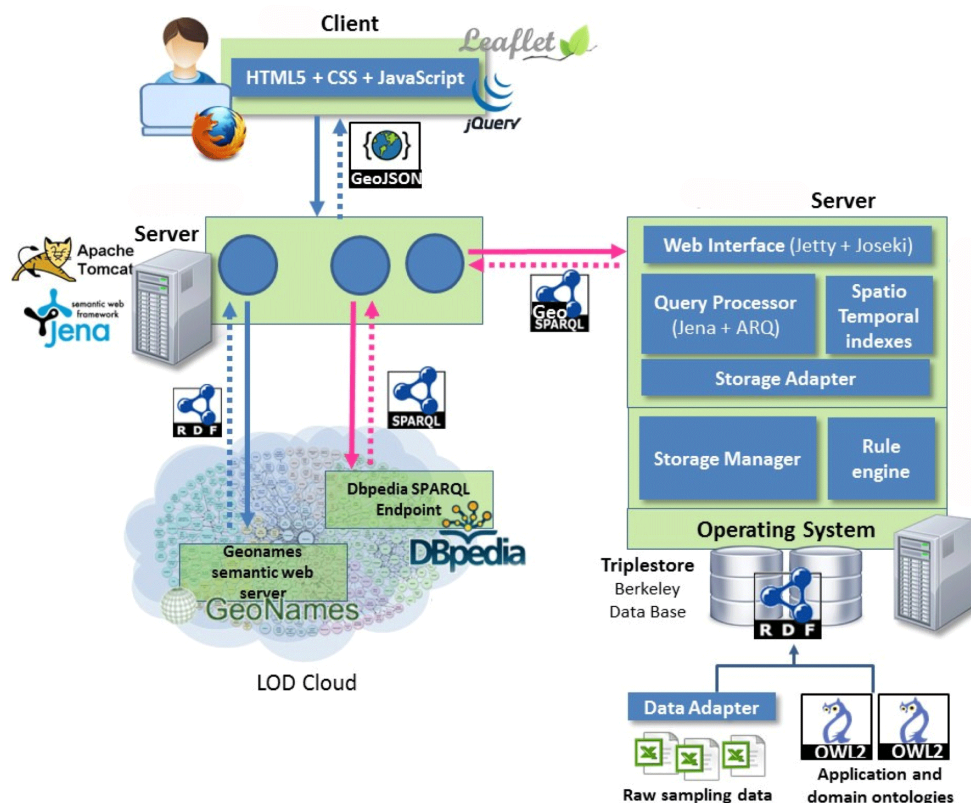 Client
Leaflet
HTML5 + CSS + JavaScript
jQuery
{ }
GeoJSON
Server
Apache
Tomcat
semantic web
framework
Jena
Server
Web Interface (Jetty + Joseki)
Geo
SPARQL
Query Processor
(Jena + ARQ)
Spatio
Temporal
indexes
Storage Adapter
RDF
SPARQL
Storage Manager
Rule
engine
Dbpedia SPARQL
Endpoint
DBpedia
Operating System
Geonames
semantic web
server
GeoNames
Triplestore
Berkeley
Data Base
RDF
LOD Cloud
Data Adapter
OWL2
OWL2
Raw sampling data
Application and
domain ontologies